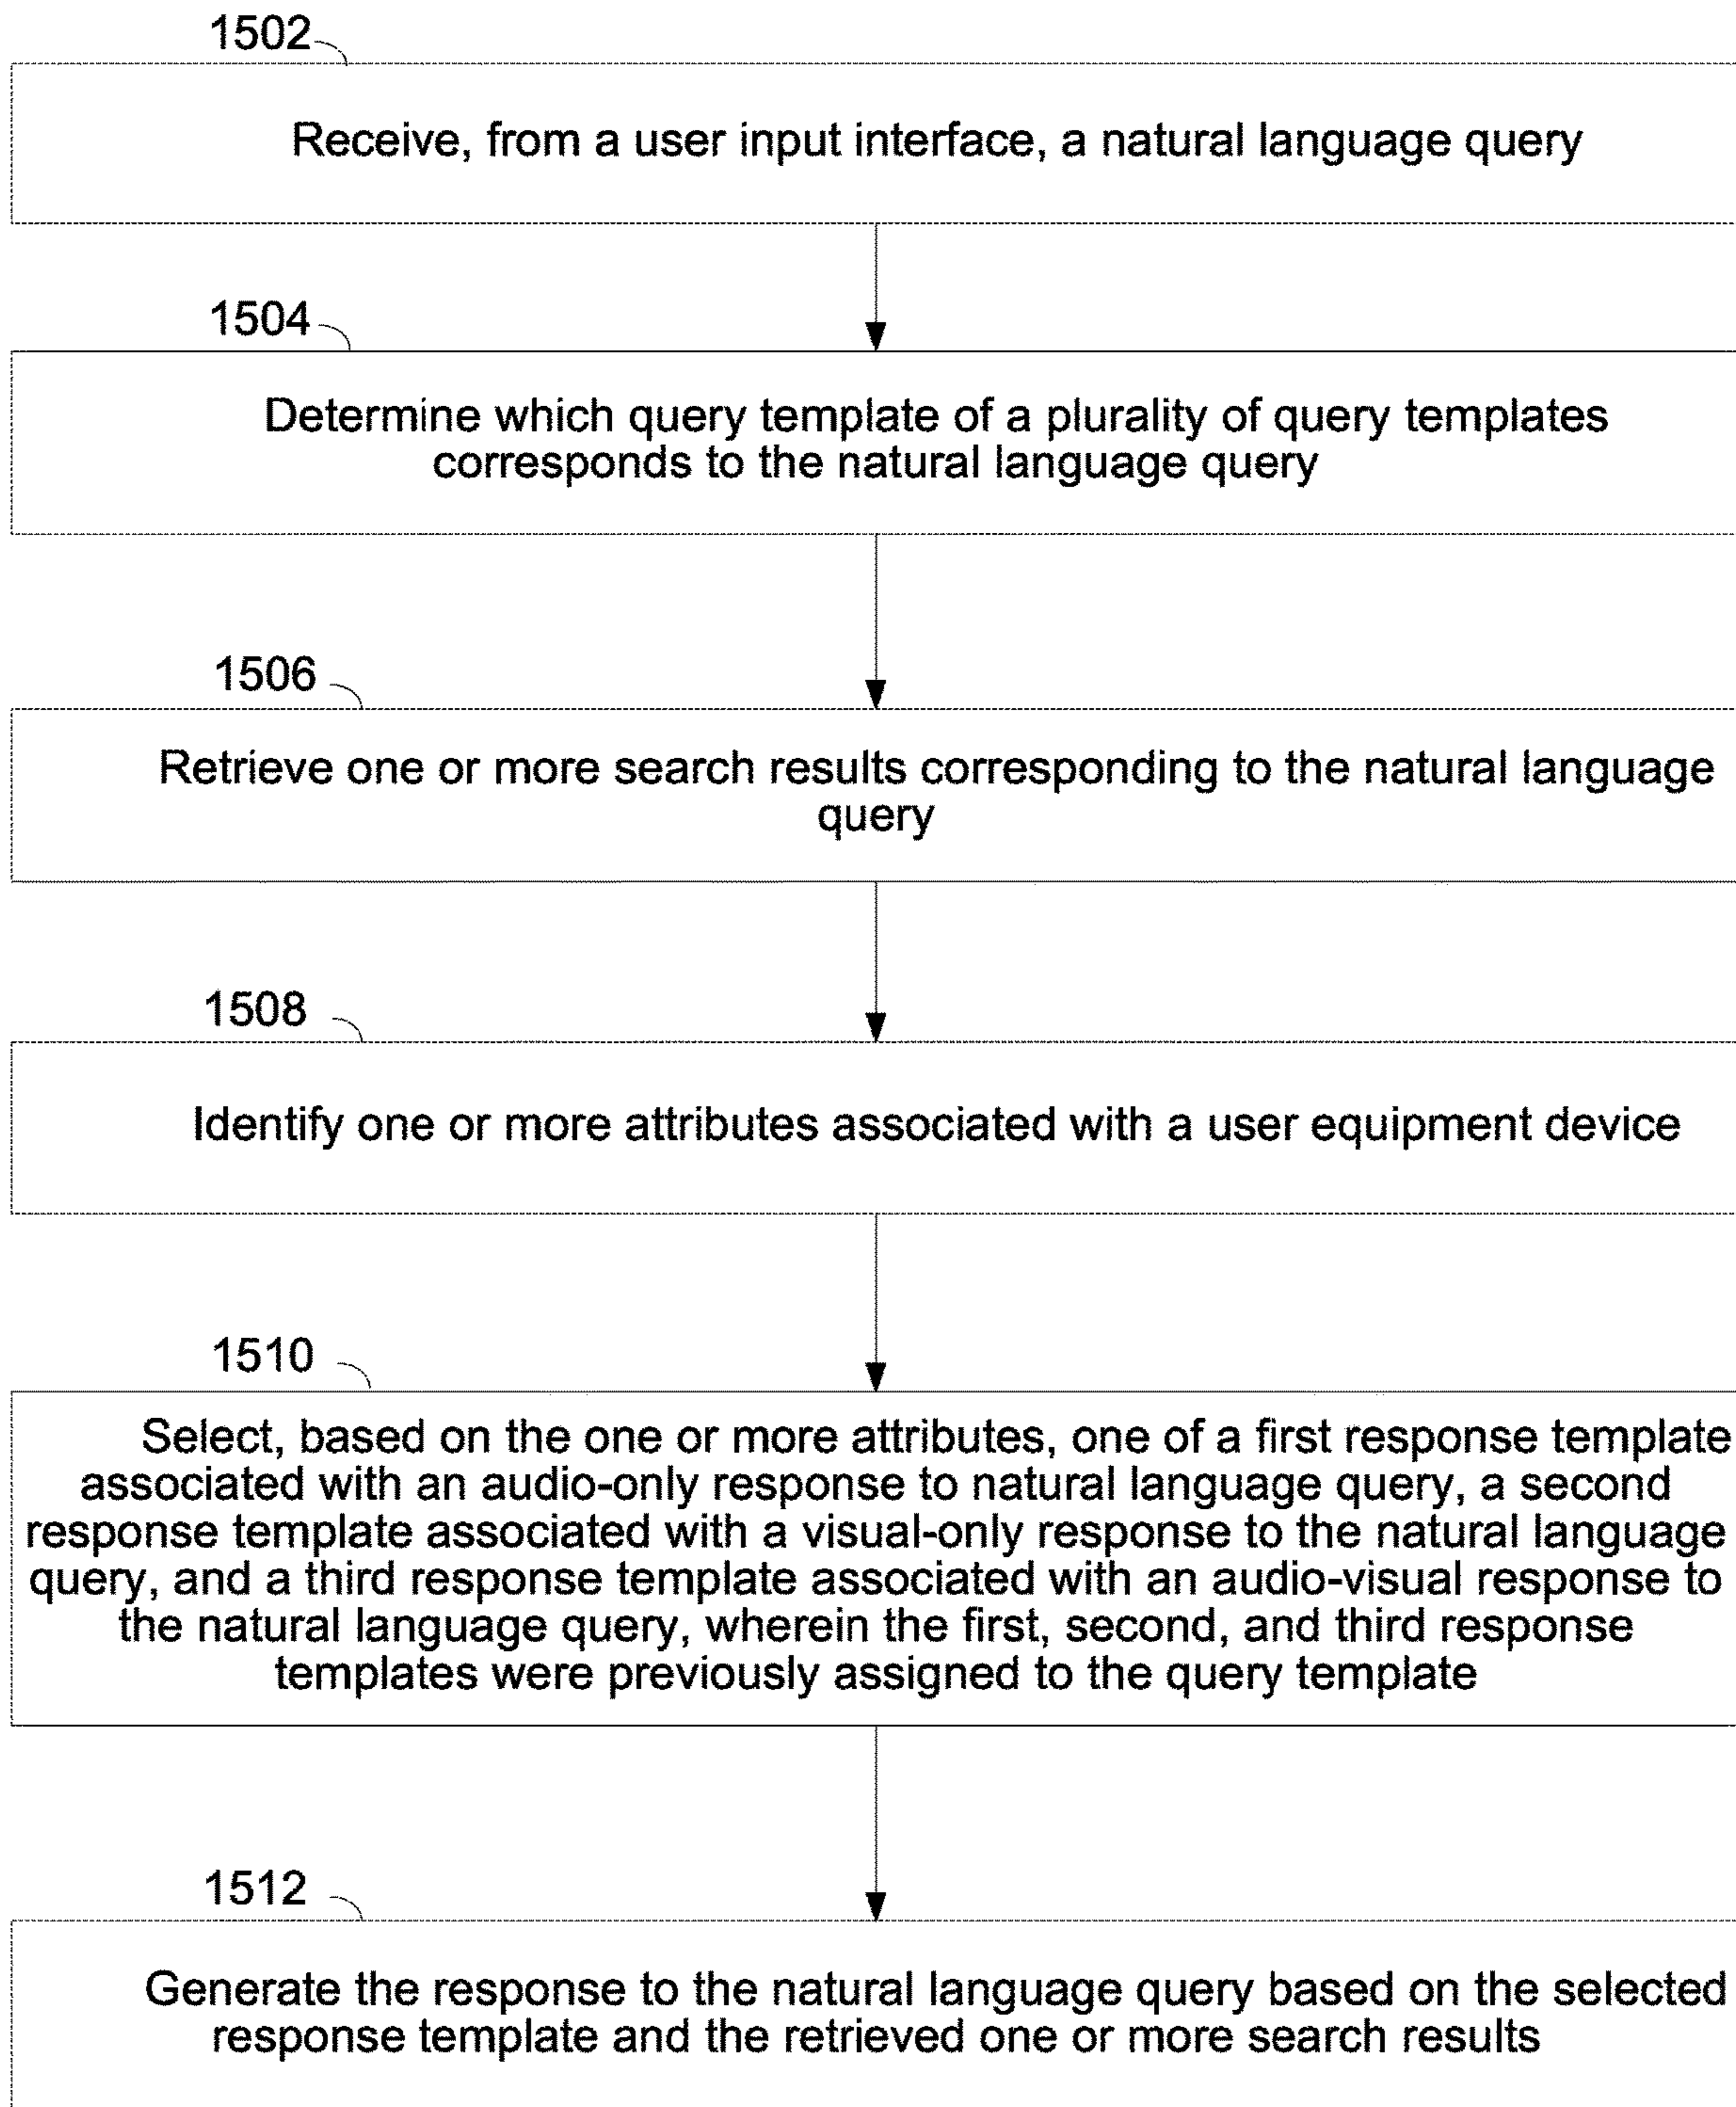 1502
Receive, from a user input interface, a natural language query
1504
Determine which query template of a plurality of query templates
corresponds to the natural language query
1506
Retrieve one or more search results corresponding to the natural language
query
1508
Identify one or more attributes associated with a user equipment device
1510
Select, based on the one or more attributes, one of a first response template
associated with an audio-only response to natural language query, a second
response template associated with a visual-only response to the natural language
query, and a third response template associated with an audio-visual response to
the natural language query, wherein the first, second, and third response
templates were previously assigned to the query template
1512
Generate the response to the natural language query based on the selected
response template and the retrieved one or more search results